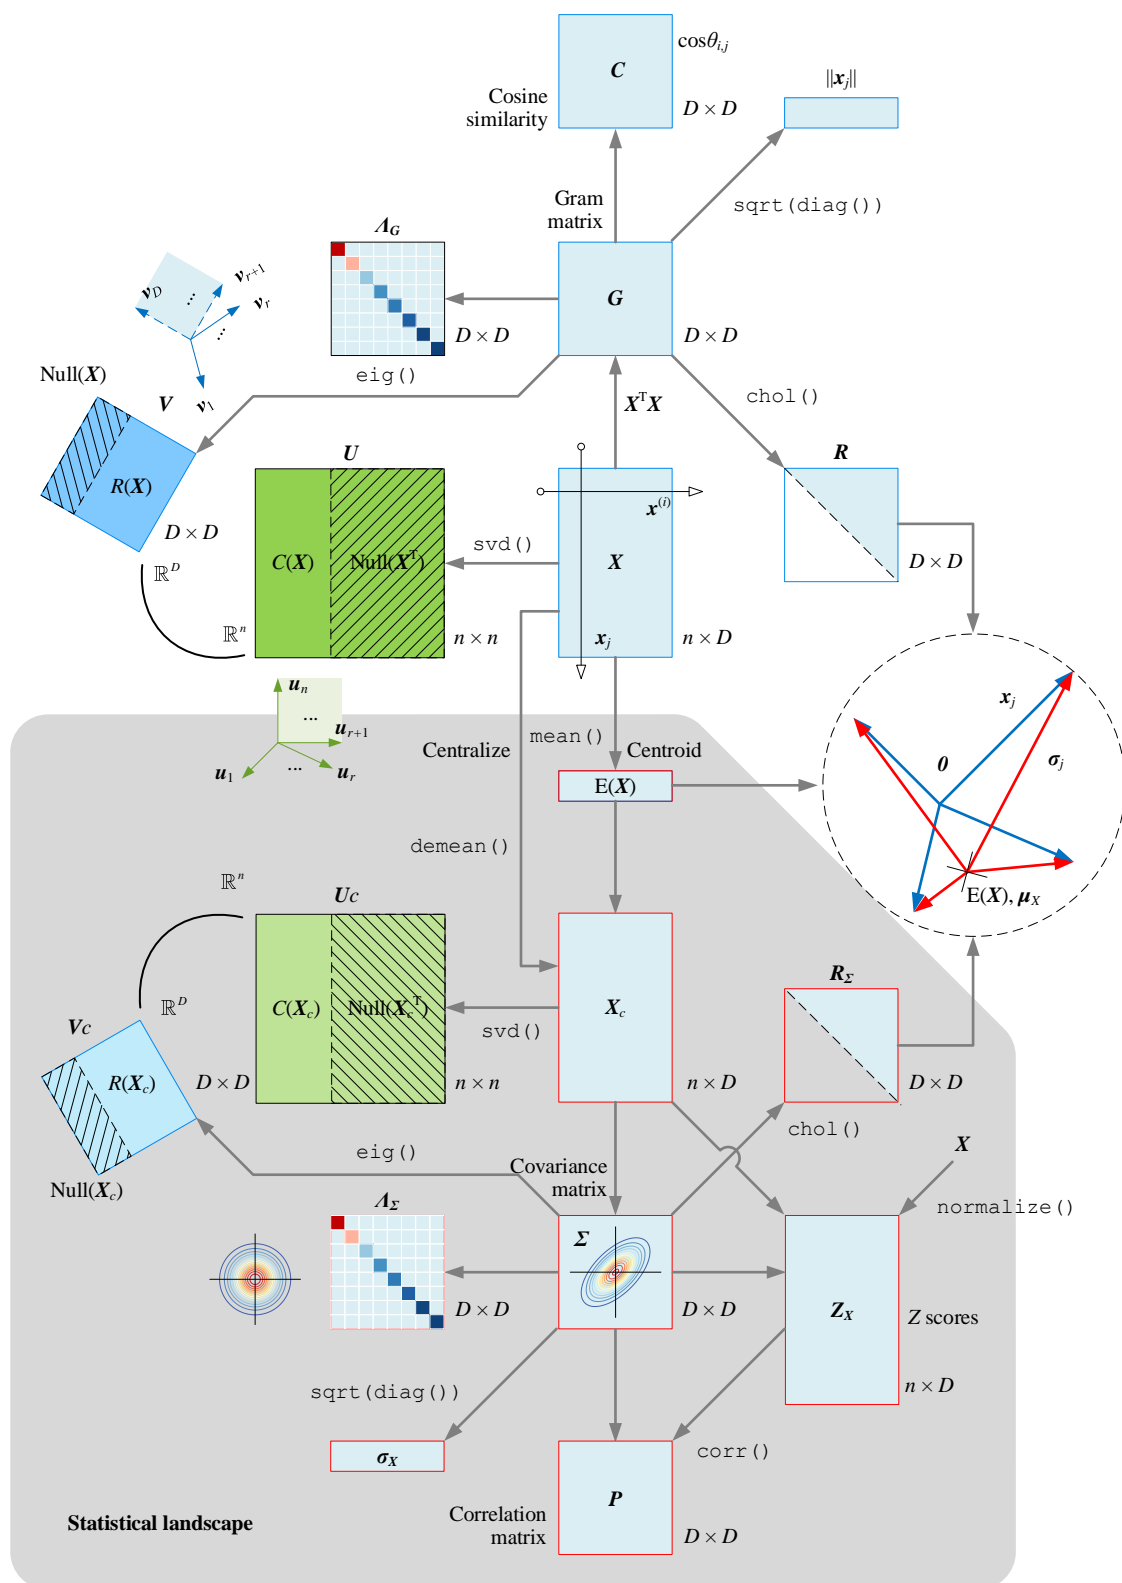 cosθi,j
C
Cosine
similarity
D × D
||xj||
Gram
matrix
sqrt(diag())
ΛG
G
D × D
D × D
vD
...
vr+1
vr
...
v1
eig()
Null(X)
V
R(X)
D × D
XᵀX
chol()
U
R
x(i)
C(X)
Null(Xᵀ)
svd()
X
D × D
ℝD
ℝn
n × n
xj
n × D
un
...
ur+1
u1
...
ur
Centralize
mean()
Centroid
E(X)
xj
σj
0
E(X), μX
demean()
ℝn
Uc
ℝD
Vc
C(Xc)
Null(XcT)
svd()
Xc
RΣ
R(Xc)
D × D
n × n
n × D
D × D
Null(Xc)
eig()
chol()
Covariance
matrix
X
normalize()
ΛΣ
Σ
D × D
D × D
ZX
Z scores
n × D
sqrt(diag())
σX
corr()
P
Correlation
matrix
D × D
Statistical landscape